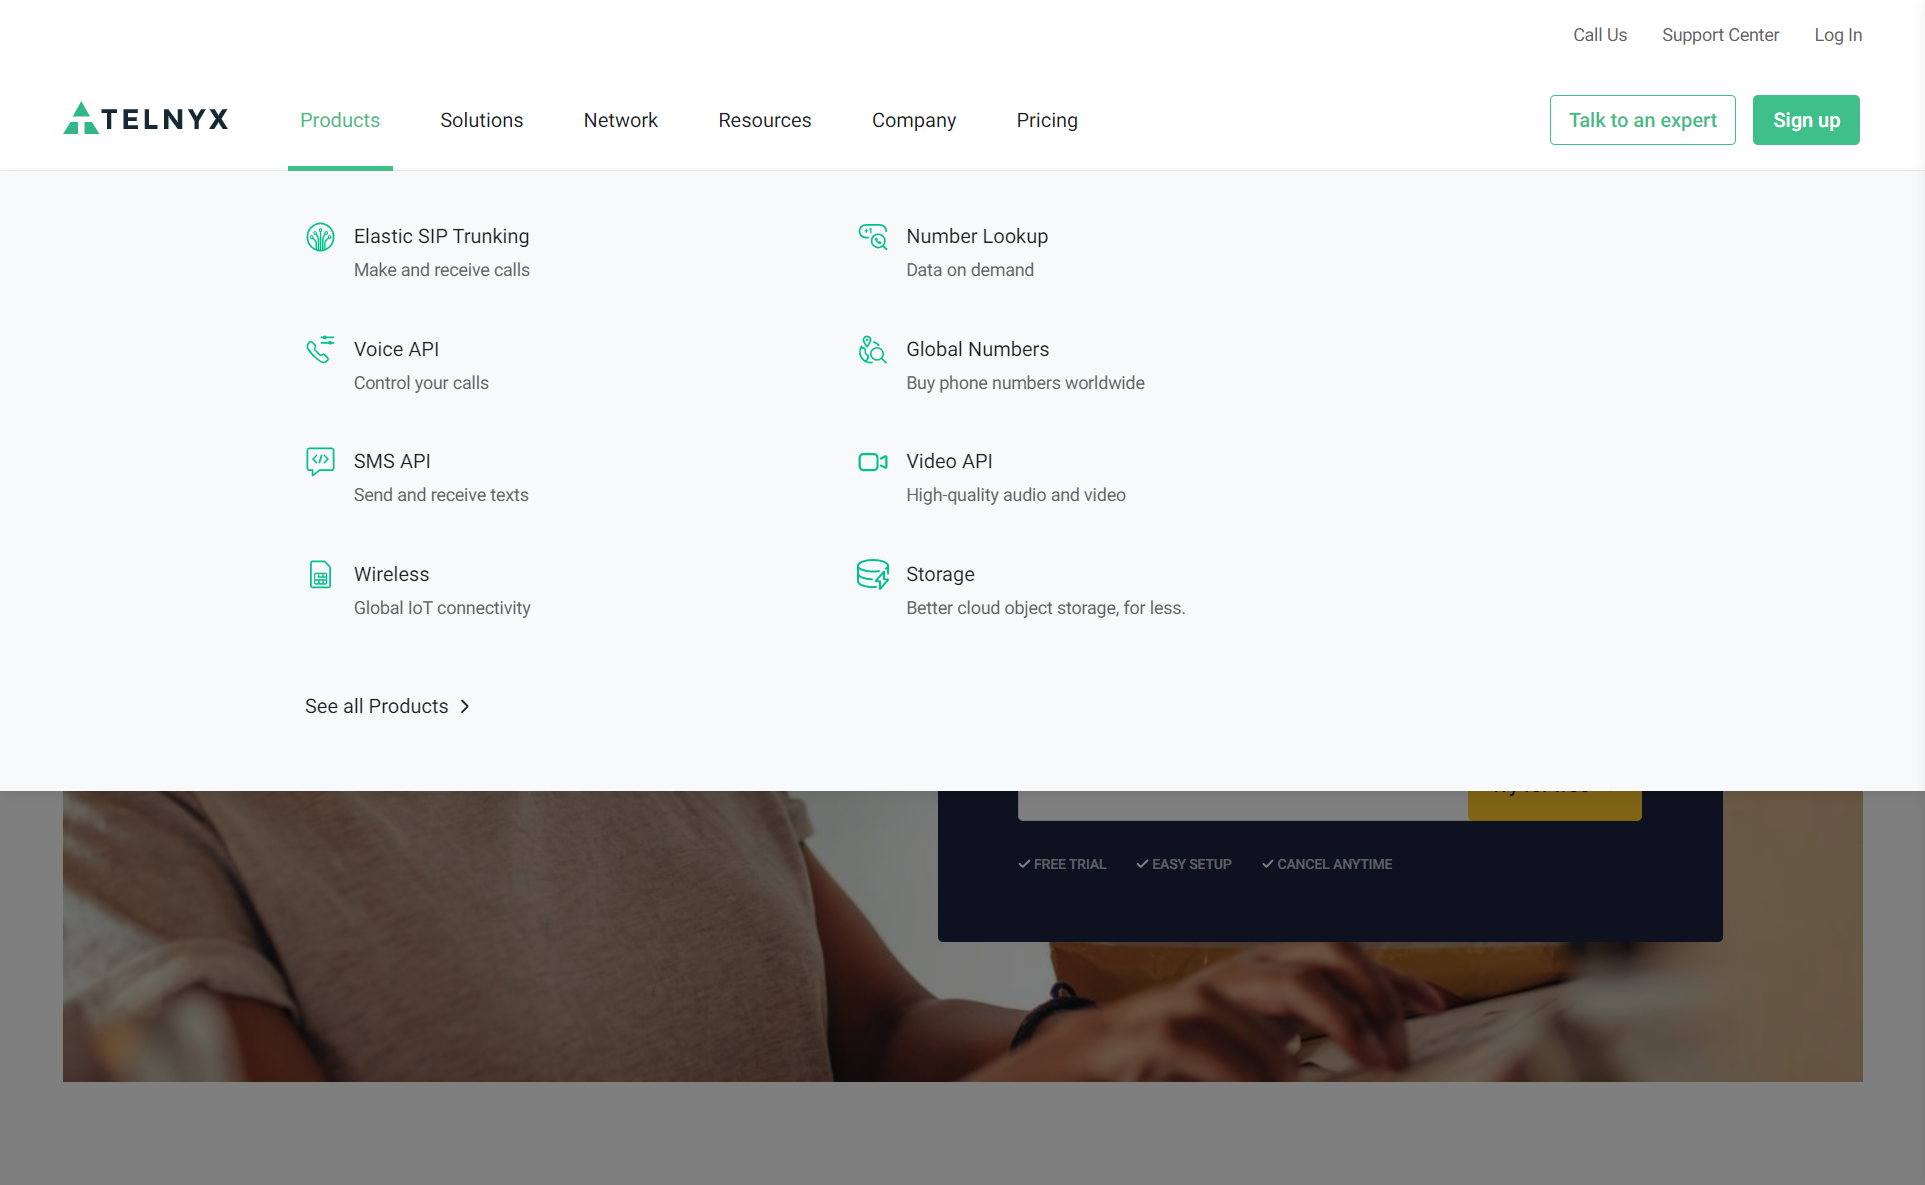 Call Us Support Center Log In
TELNYX Products Solutions Network Resources Company Pricing Talk to an expert Sign up
Elastic SIP Trunking
Make and receive calls
Number Lookup
Data on demand
Voice API
Control your calls
Global Numbers
Buy phone numbers worldwide
SMS API
Send and receive texts
Video API
High-quality audio and video
Wireless
Global IoT connectivity
Storage
Better cloud object storage, for less.
See all Products
FREE TRIAL EASY SETUP CANCEL ANYTIME